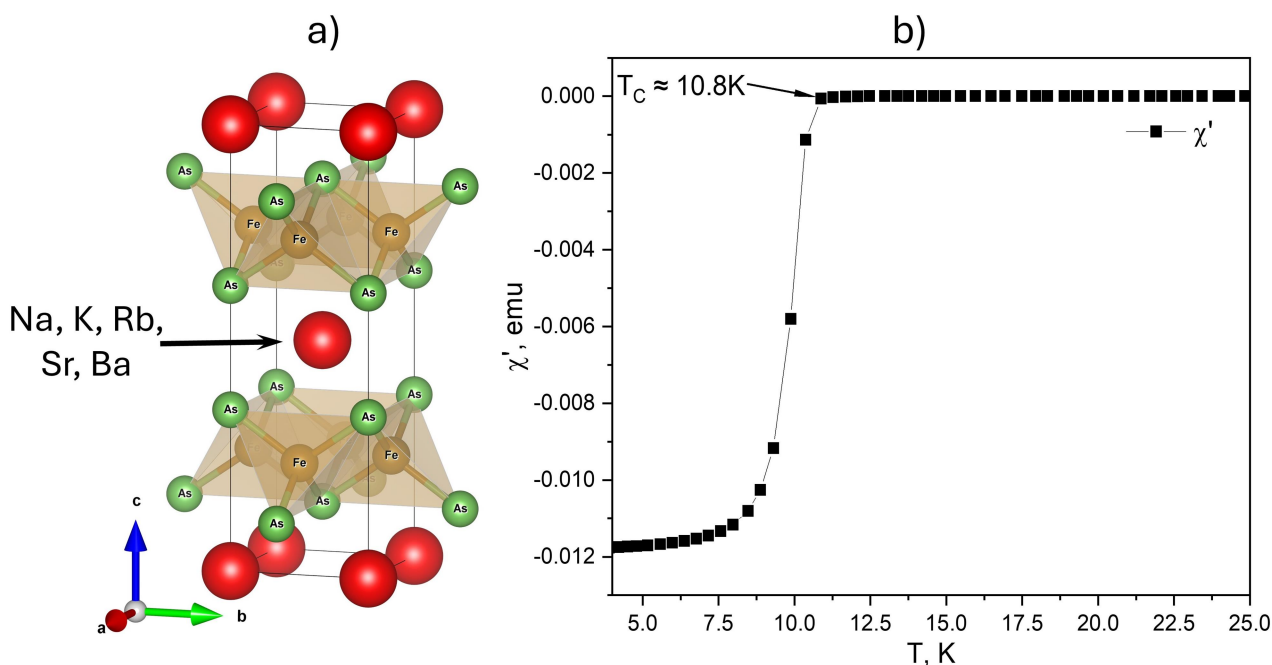 a)
As
As
As
As
Fe
Fe
Fe
As
As
As
As
Na, K, Rb,
Sr, Ba
As
As
As
As
Fe
Fe
As
As
As
As
c
b
a
b)
T_C ≈ 10.8K
χ'
0.000
-0.002
-0.004
-0.006
-0.008
-0.010
-0.012
χ', emu
5.0
7.5
10.0
12.5
15.0
17.5
20.0
22.5
25.0
T, K